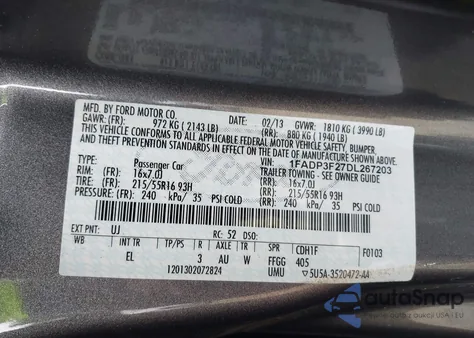 MFD. BY FORD MOTOR CO.
DATE: 02/13 GVWR: 1810 KG ( 3990 LB)
GAWR:(FR): 972 KG ( 2143 LB) (RR): 880 KG ( 1940 LB)
THIS VEHICLE CONFORMS TO ALL APPLICABLE FEDERAL MOTOR VEHICLE SAFETY, BUMPER,
AND THEFT PREVENTION STANDARDS IN EFFECT ON THE DATE OF MANUFACTURE SHOWN ABOVE.
VIN: 1FADP3F27DL267203
TYPE: Passenger Car TRAILER TOWING - SEE OWNER GUIDE
RIM: (FR) 16x7.0J (RR) 16x7.0J
TIRE: (FR) 215/55R16 93H (RR) 215/55R16 93H
PRESSURE: (FR) 240 kPa/ 35 PSI COLD (RR) 240 kPa/ 35 PSI COLD
EXT PNT: UJ RC: 52 DSO: F0103
WB INT TR TP/PS R AXLE TR SPR CDH1F
EL 3 AU W FFGG 405
1201302072824 UMU 5U5A-3520472-AA
autoSnap